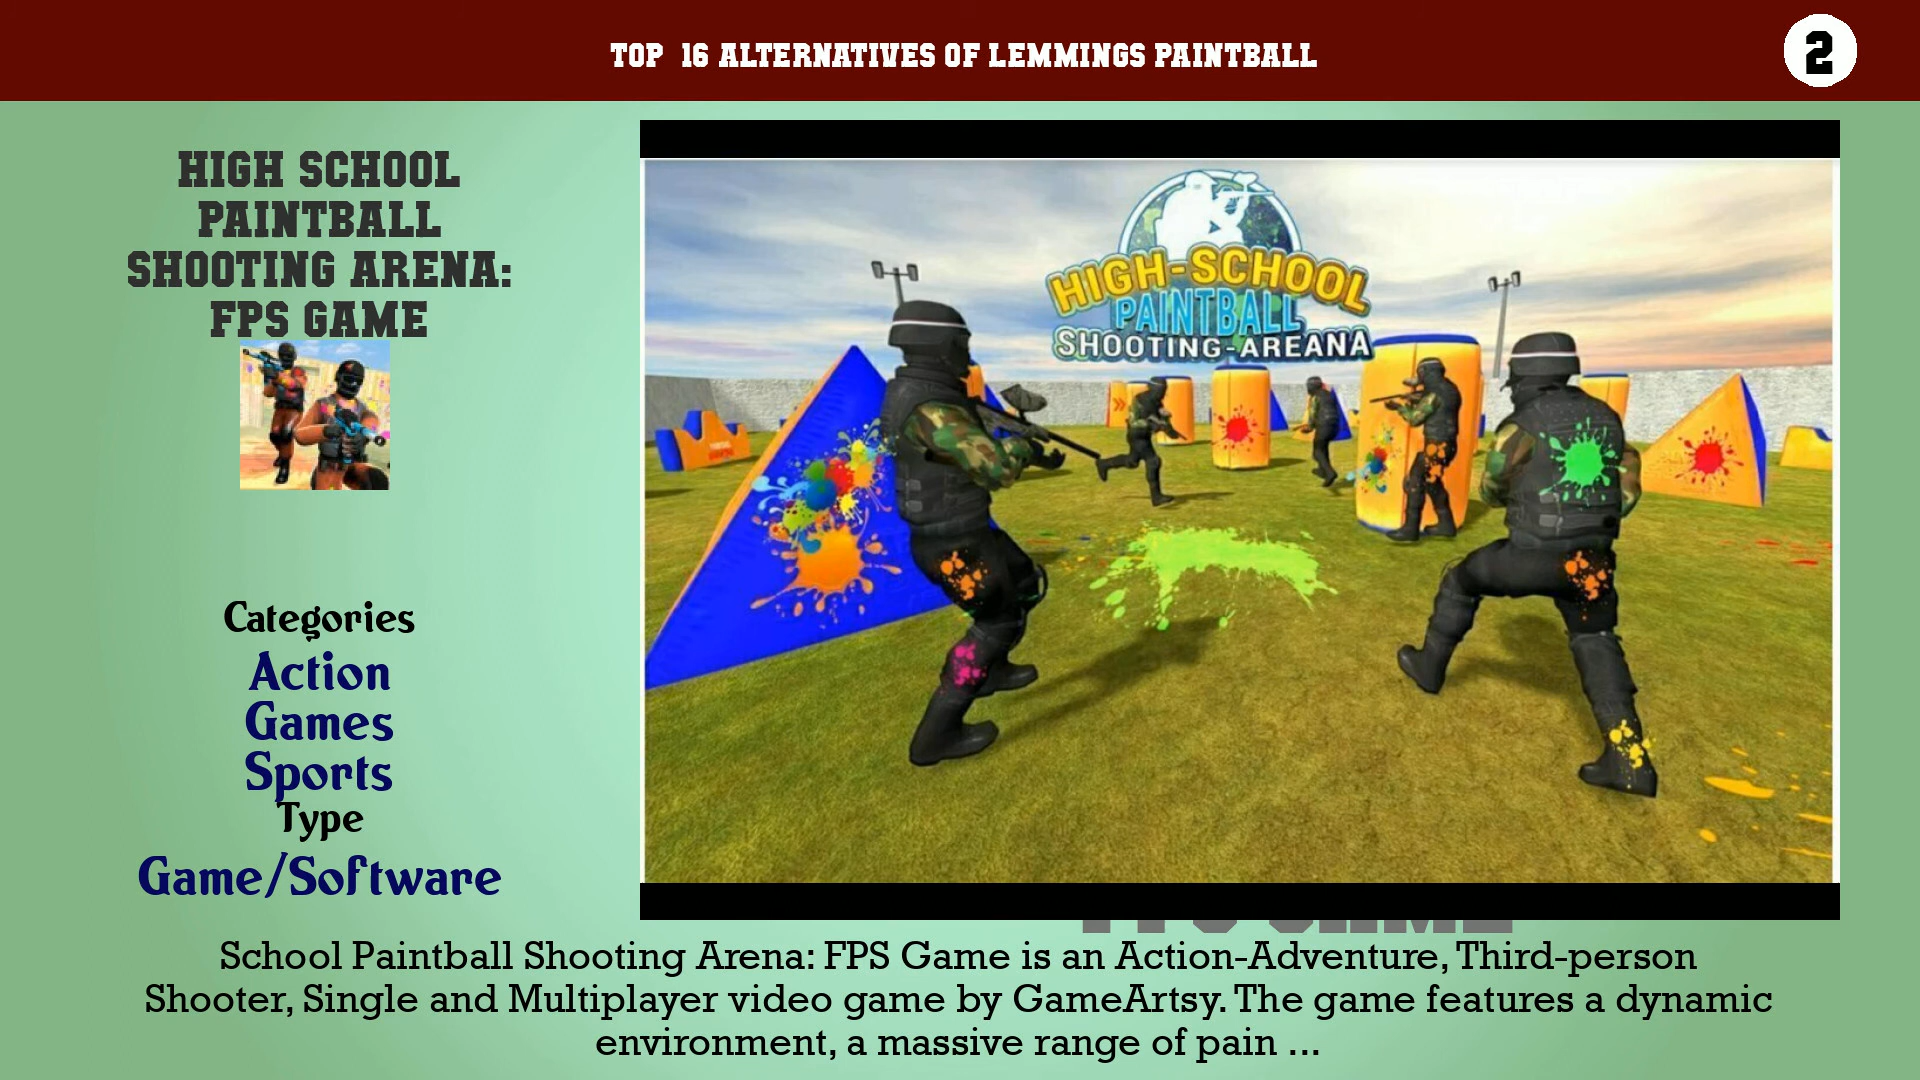 TOP 16 ALTERNATIVES OF LEMMINGS PAINTBALL
2
HIGH SCHOOL
PAINTBALL
SHOOTING ARENA:
FPS GAME
HIGH-SCHOOL
PAINTBALL
SHOOTING-AREANA
Categories
Action
Games
Sports
Type
Game/Software
School Paintball Shooting Arena: FPS Game is an Action-Adventure, Third-person
Shooter, Single and Multiplayer video game by GameArtsy. The game features a dynamic
environment, a massive range of pain ...